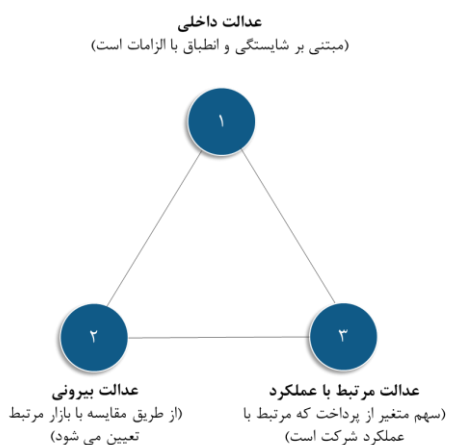 عدالت داخلی
(مبتنی بر شایستگی و انطباق با الزامات است)
۱
۲
۳
عدالت بیرونی
(از طریق مقایسه با بازار مرتبط
تعیین می شود)
عدالت مرتبط با عملکرد
(سهم متغیر از پرداخت که مرتبط با
عملکرد شرکت است)